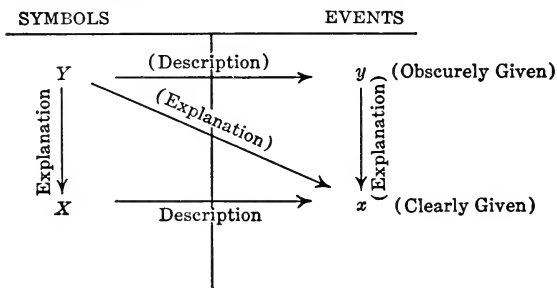 SYMBOLS EVENTS
(Description)
Y y (Obscurely Given)
Explanation
(Explanation)
(Explanation)
X x (Clearly Given)
Description